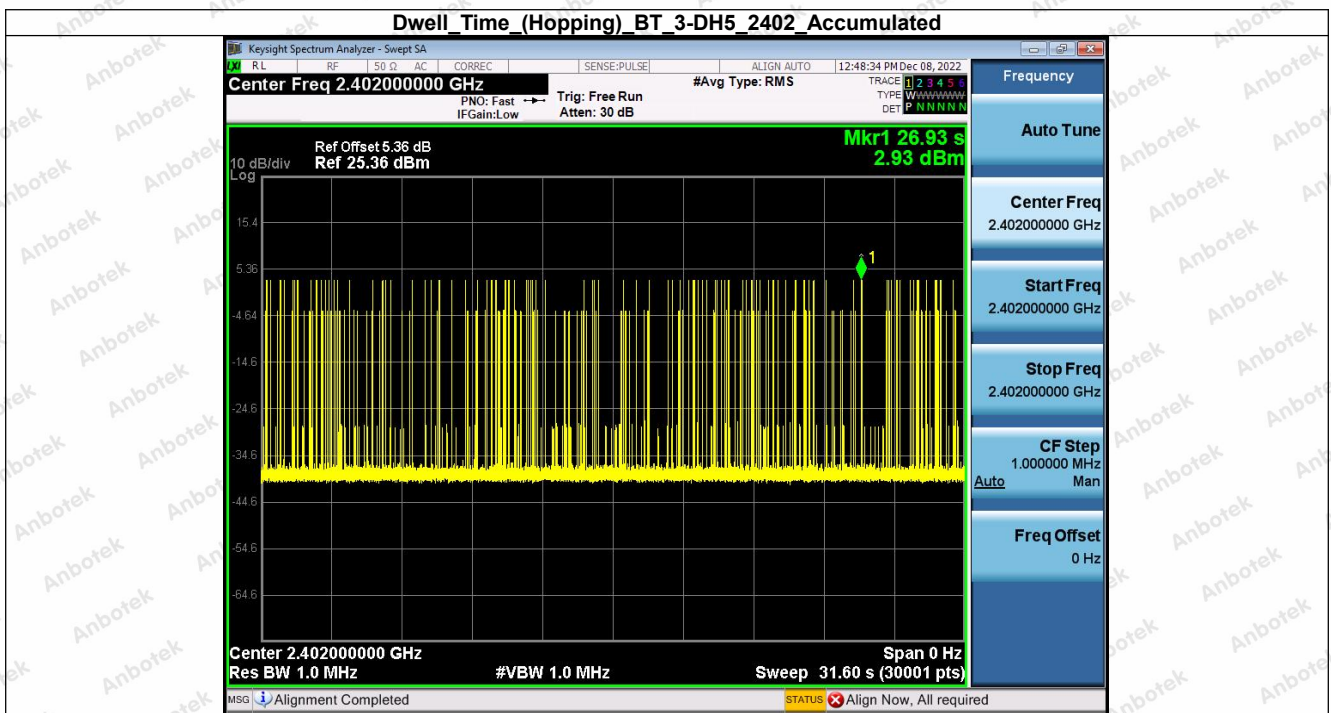 Dwell_Time_(Hopping)_BT_3-DH5_2402_Accumulated
Keysight Spectrum Analyzer - Swept SA
LXI RL RF 50 Ω AC CORREC SENSE:PULSE ALIGN AUTO 12:48:34 PM Dec 08, 2022
Center Freq 2.402000000 GHz
PNO: Fast
IFGain:Low
Trig: Free Run
Atten: 30 dB
#Avg Type: RMS
TRACE 1 2 3 4 5 6
TYPE WWWWWW
DET P N N N N N
Mkr1 26.93 s
2.93 dBm
Ref Offset 5.36 dB
10 dB/div Ref 25.36 dBm
Log
15.4
5.36
-4.64
-14.6
-24.6
-34.6
-44.6
-54.6
-64.6
1
Center 2.402000000 GHz Span 0 Hz
Res BW 1.0 MHz #VBW 1.0 MHz Sweep 31.60 s (30001 pts)
MSG Alignment Completed STATUS Align Now, All required
Frequency
Auto Tune
Center Freq
2.402000000 GHz
Start Freq
2.402000000 GHz
Stop Freq
2.402000000 GHz
CF Step
1.000000 MHz
Auto Man
Freq Offset
0 Hz
Anbotek